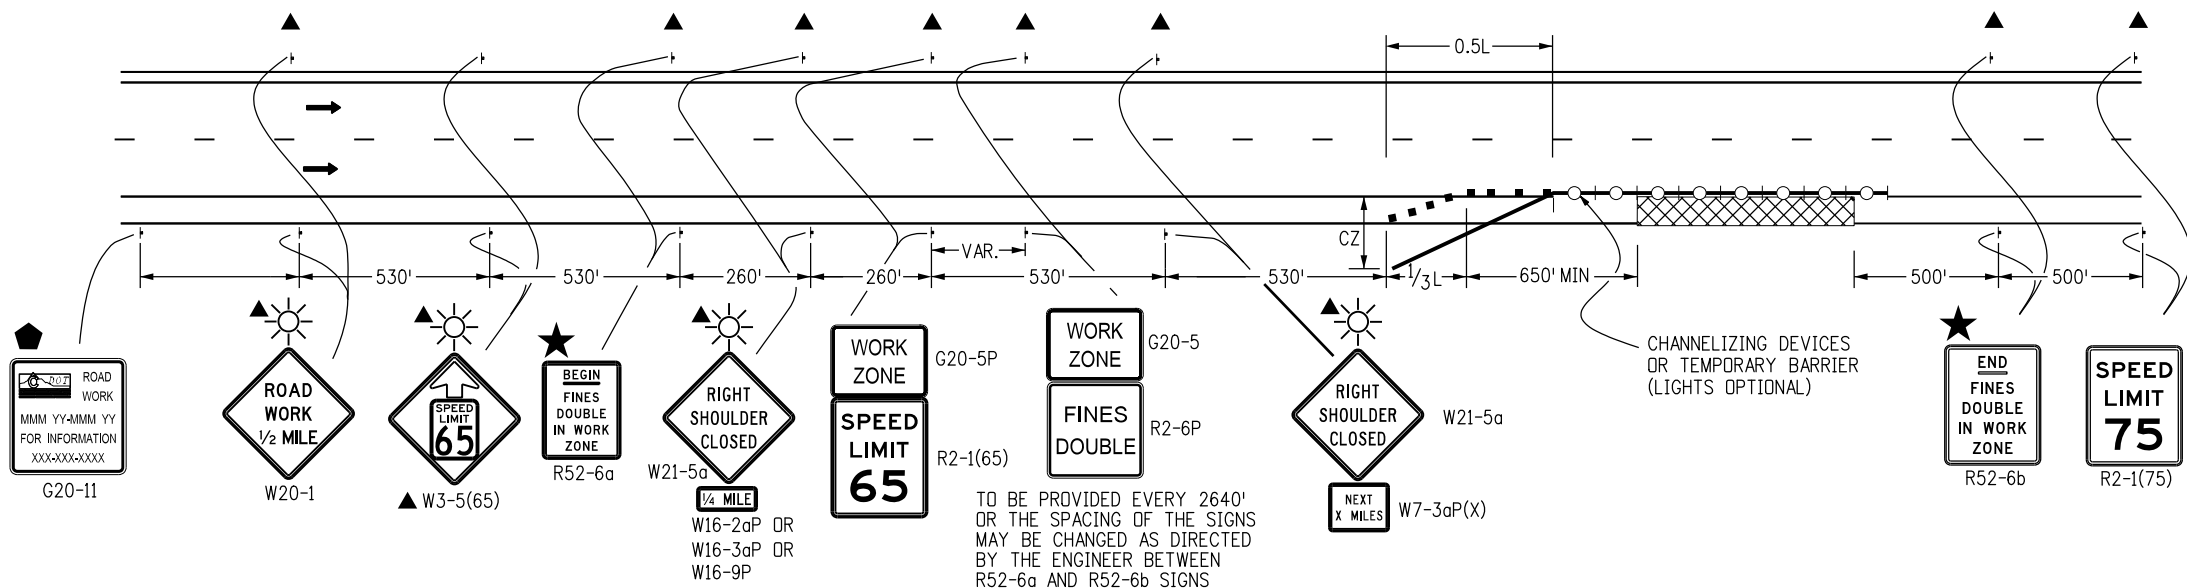 0.5L
CZ
530'
530'
260'
260'
VAR.
530'
530'
1/3 L
650' MIN
500'
500'
DOT
ROAD
WORK
MMM YY-MMM YY
FOR INFORMATION
XXX-XXX-XXXX
G20-11
ROAD
WORK
1/2 MILE
W20-1
SPEED
LIMIT
65
▲ W3-5(65)
BEGIN
FINES
DOUBLE
IN WORK
ZONE
R52-6a
RIGHT
SHOULDER
CLOSED
W21-5a
1/4 MILE
W16-2aP OR
W16-3aP OR
W16-9P
WORK
ZONE
G20-5P
SPEED
LIMIT
65
R2-1(65)
WORK
ZONE
G20-5
FINES
DOUBLE
R2-6P
TO BE PROVIDED EVERY 2640'
OR THE SPACING OF THE SIGNS
MAY BE CHANGED AS DIRECTED
BY THE ENGINEER BETWEEN
R52-6a AND R52-6b SIGNS
RIGHT
SHOULDER
CLOSED
W21-5a
NEXT
X MILES
W7-3aP(X)
CHANNELIZING DEVICES
OR TEMPORARY BARRIER
(LIGHTS OPTIONAL)
END
FINES
DOUBLE
IN WORK
ZONE
R52-6b
SPEED
LIMIT
75
R2-1(75)